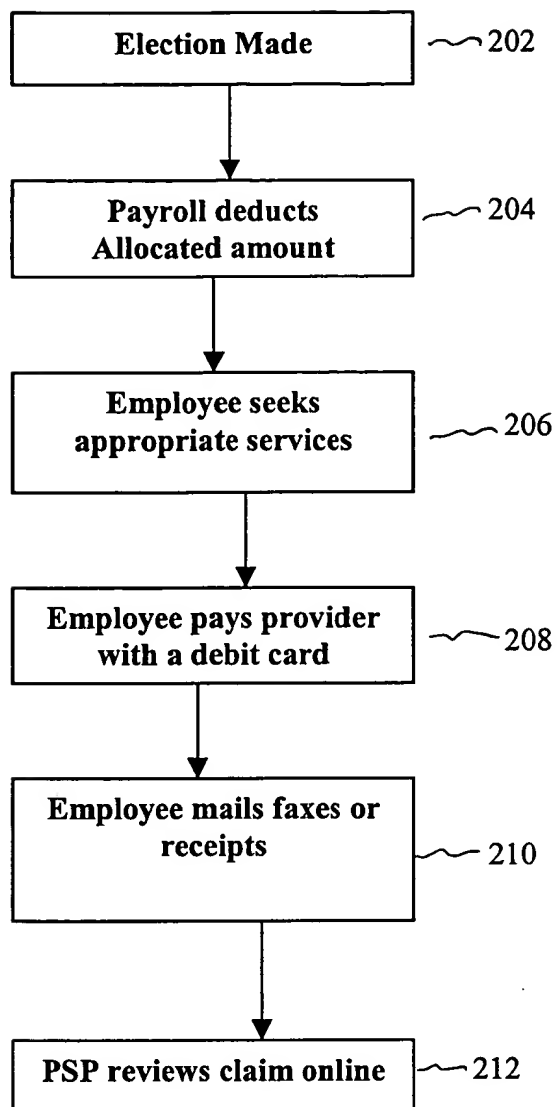 Election Made
202
Payroll deducts
Allocated amount
204
Employee seeks
appropriate services
206
Employee pays provider
with a debit card
208
Employee mails faxes or
receipts
210
PSP reviews claim online
212